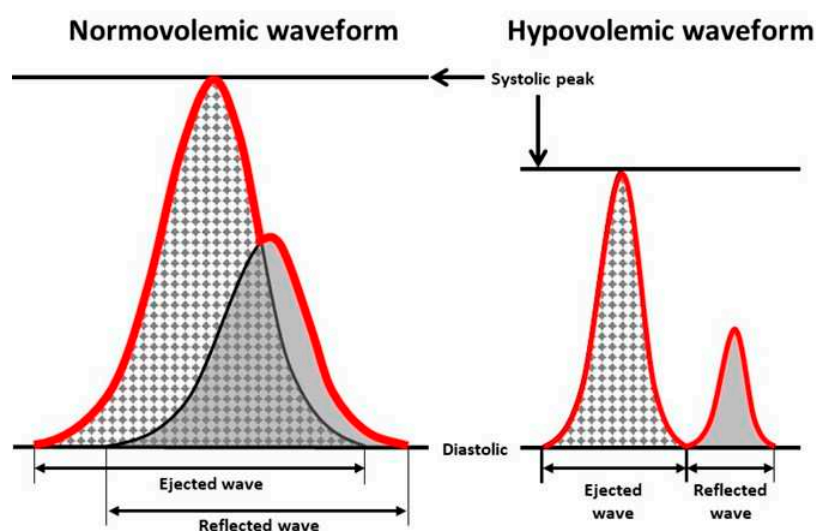 Normovolemic waveform
Hypovolemic waveform
Systolic peak
Diastolic
Ejected wave
Reflected wave
Ejected
wave
Reflected
wave